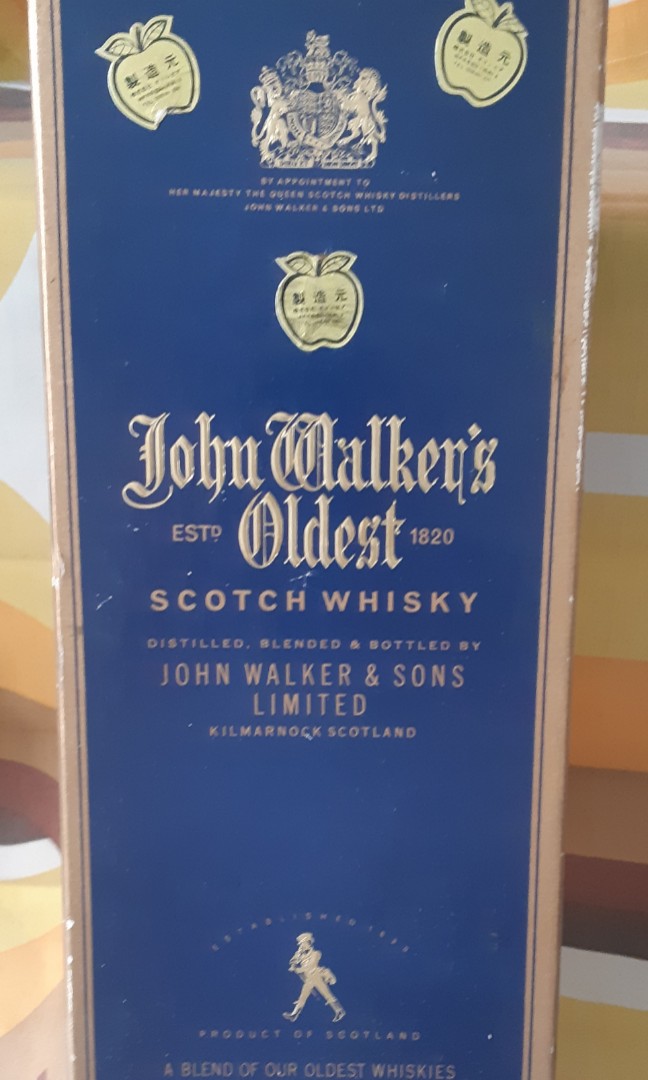 製造元
製造元
BY APPOINTMENT TO
HER MAJESTY THE QUEEN SCOTCH WHISKY DISTILLERS
JOHN WALKER & SONS LTD
製造元
John Walker's
ESTD Oldest 1820
SCOTCH WHISKY
DISTILLED, BLENDED & BOTTLED BY
JOHN WALKER & SONS
LIMITED
KILMARNOCK SCOTLAND
ESTABLISHED 1820
PRODUCT OF SCOTLAND
A BLEND OF OUR OLDEST WHISKIES